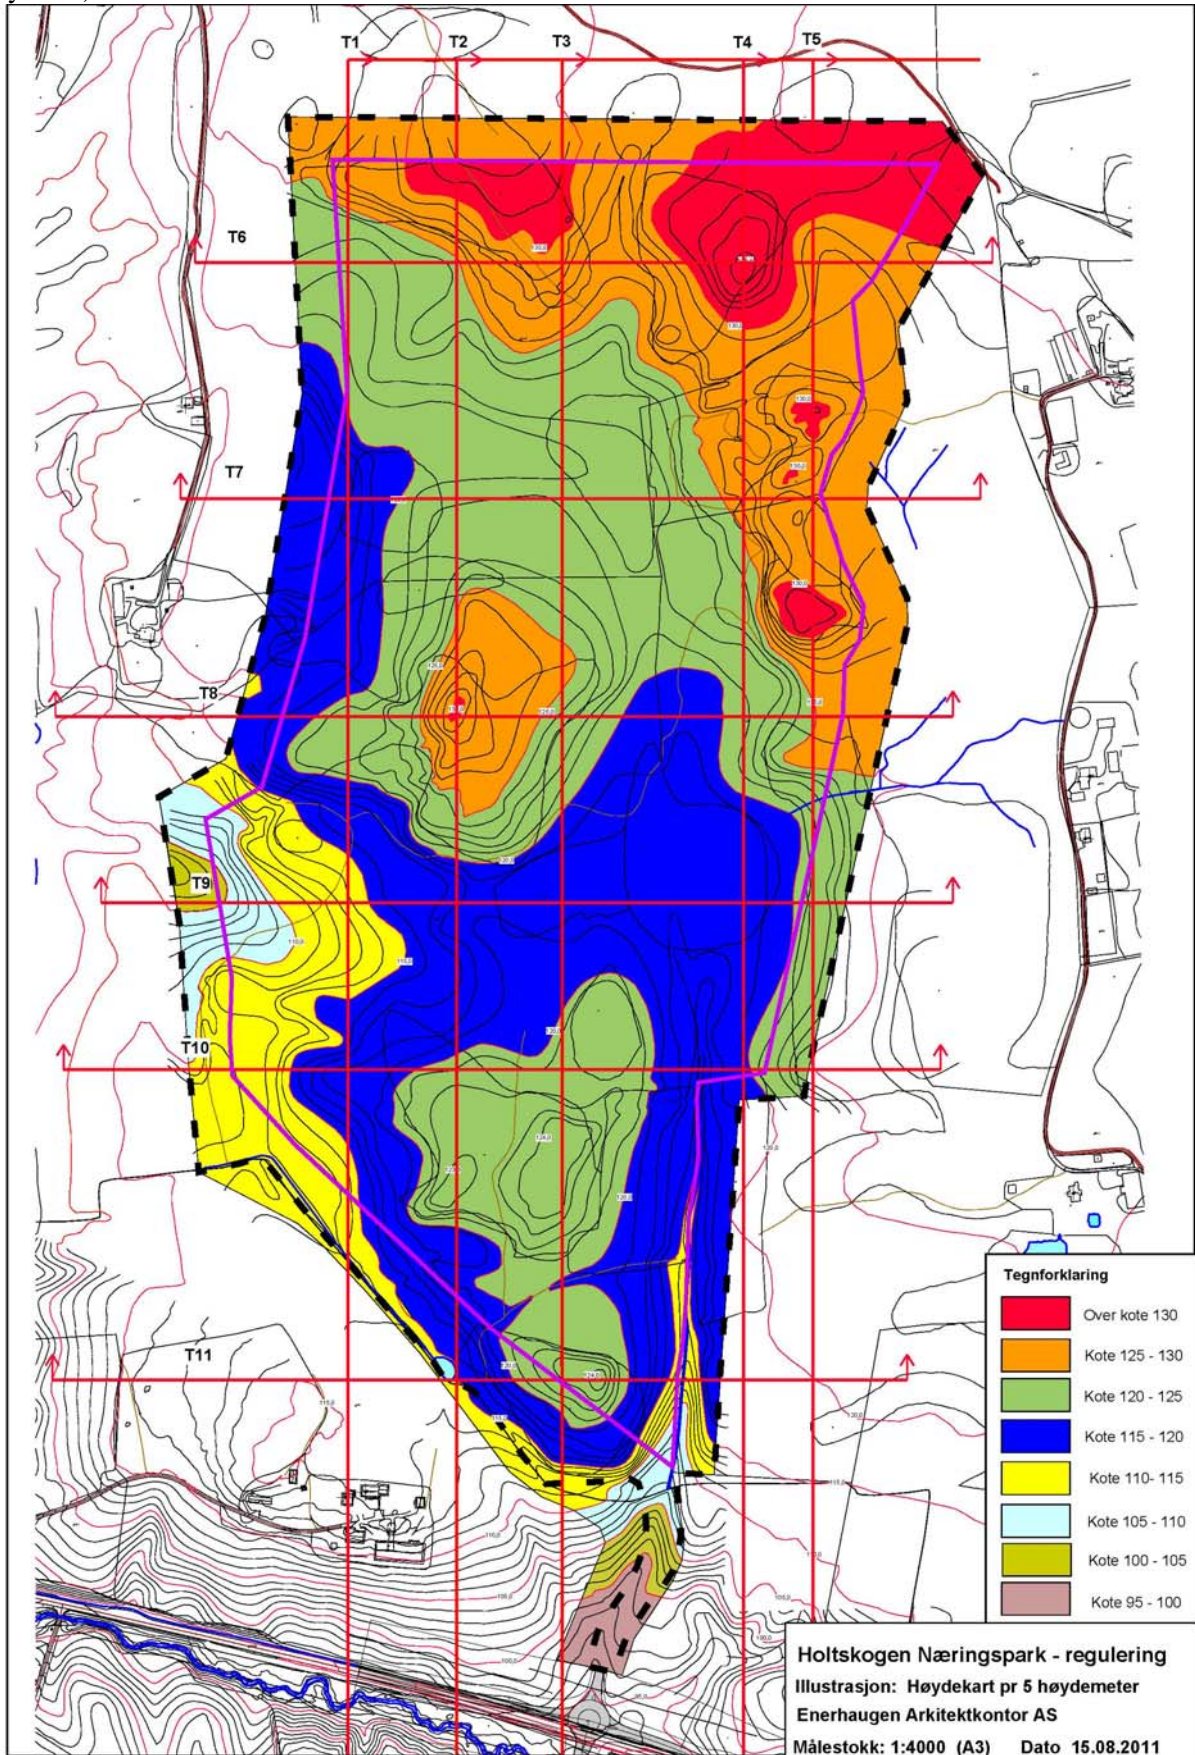 T1 T2 T3 T4 T5
T6
T7
T8
T9
T10
T11
Tegnforklaring
Over kote 130
Kote 125 - 130
Kote 120 - 125
Kote 115 - 120
Kote 110- 115
Kote 105 - 110
Kote 100 - 105
Kote 95 - 100
Holtskogen Næringspark - regulering
Illustrasjon: Høydekart pr 5 høydemeter
Enerhaugen Arkitektkontor AS
Målestokk: 1:4000 (A3) Dato 15.08.2011